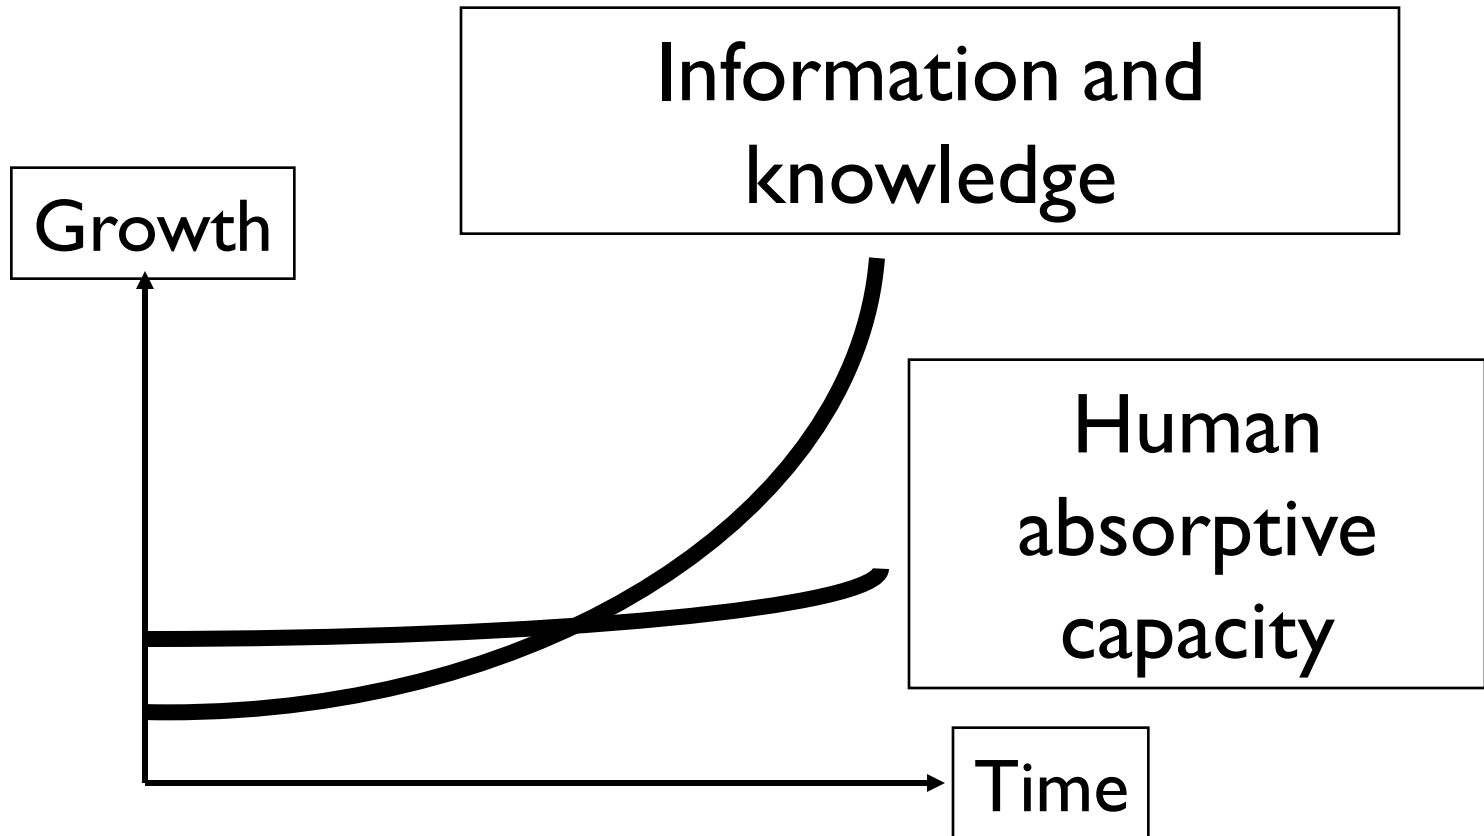 Information and
knowledge
Growth
Human
absorptive
capacity
Time